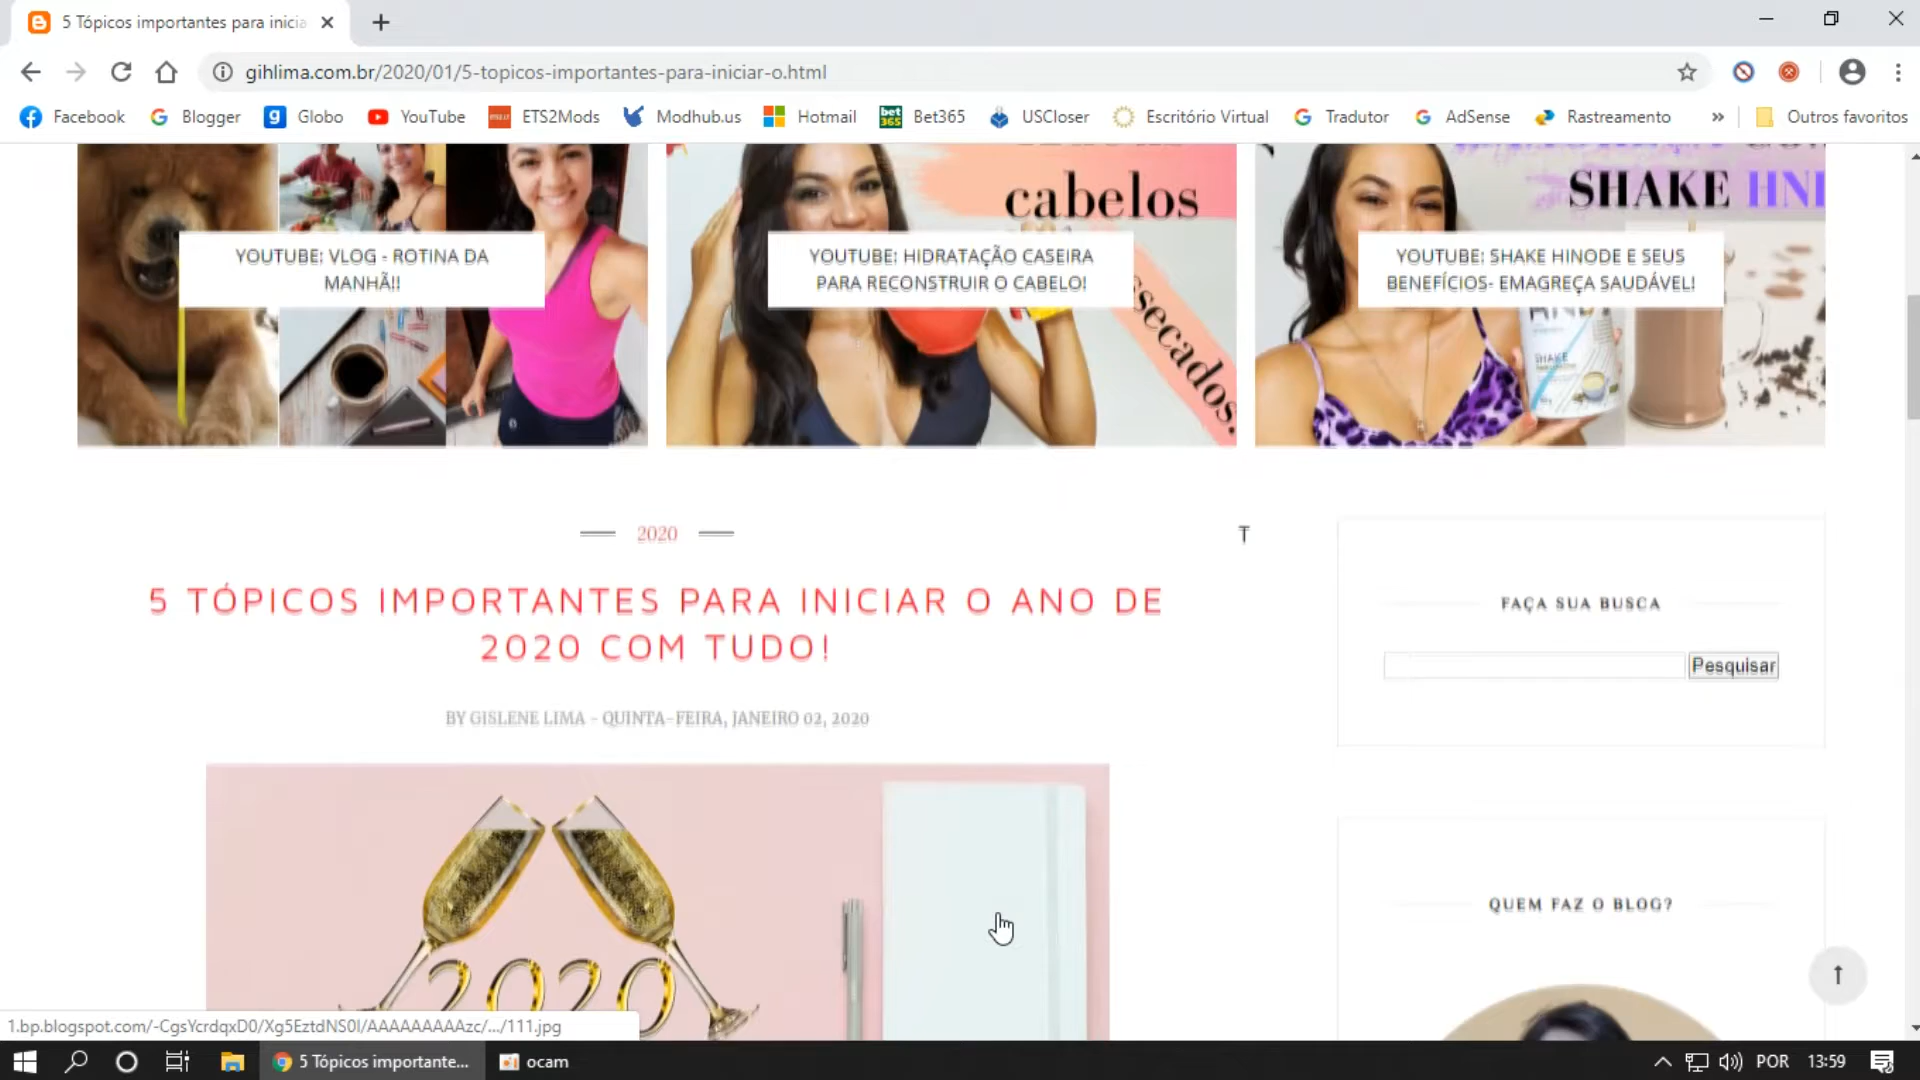 5 Tópicos importantes para inicia
gihlima.com.br/2020/01/5-topicos-importantes-para-iniciar-o.html
Facebook Blogger Globo YouTube ETS2Mods Modhub.us Hotmail bet365 Bet365 USCloser Escritório Virtual Tradutor AdSense Rastreamento » Outros favoritos
cabelos
SHAKE HND
YOUTUBE: VLOG - ROTINA DA
MANHÃ!!
YOUTUBE: HIDRATAÇÃO CASEIRA
PARA RECONSTRUIR O CABELO!
YOUTUBE: SHAKE HINODE E SEUS
BENEFÍCIOS- EMAGREÇA SAUDÁVEL!
ssecados.
SHAKE
2020
5 TÓPICOS IMPORTANTES PARA INICIAR O ANO DE
2020 COM TUDO!
BY GISLENE LIMA - QUINTA-FEIRA, JANEIRO 02, 2020
FAÇA SUA BUSCA
Pesquisar
2020
QUEM FAZ O BLOG?
1.bp.blogspot.com/-CgsYcrdqxD0/Xg5EztdNS0I/AAAAAAAAAzc/.../111.jpg
5 Tópicos importante... ocam POR 13:59